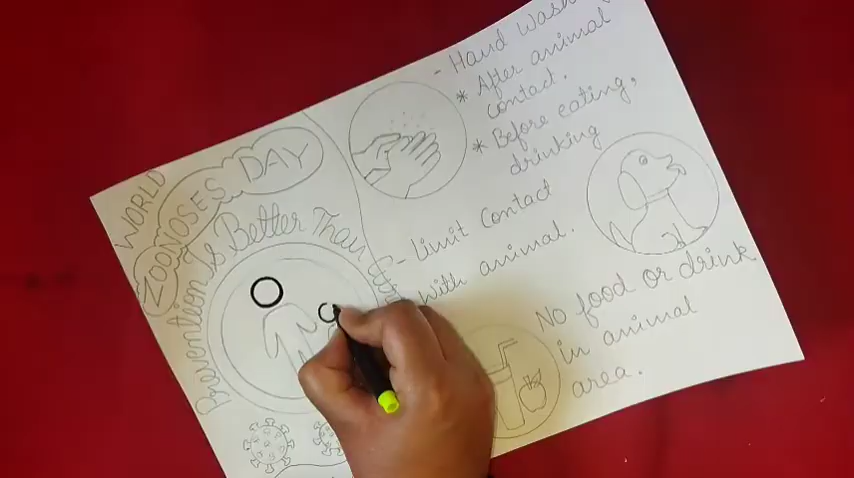 WORLD
ZOONOSES DAY
Prevention Is Better Than
- Hand Wash
* After animal
contact.
* Before eating,
drinking
- Limit Contact
With animal.
No food or drink
in animal
area.